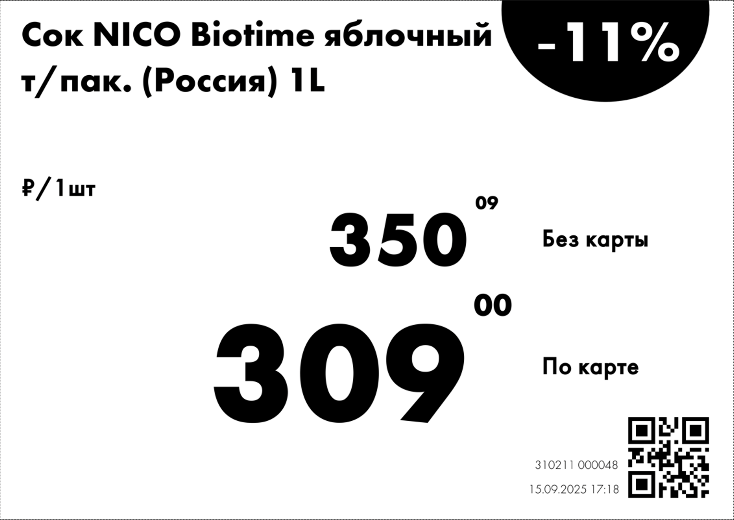 Сок NICO Biotime яблочный
т/пак. (Россия) 1L
-11%
₽/1шт
350 09 Без карты
309 00 По карте
310211 000048
15.09.2025 17:18